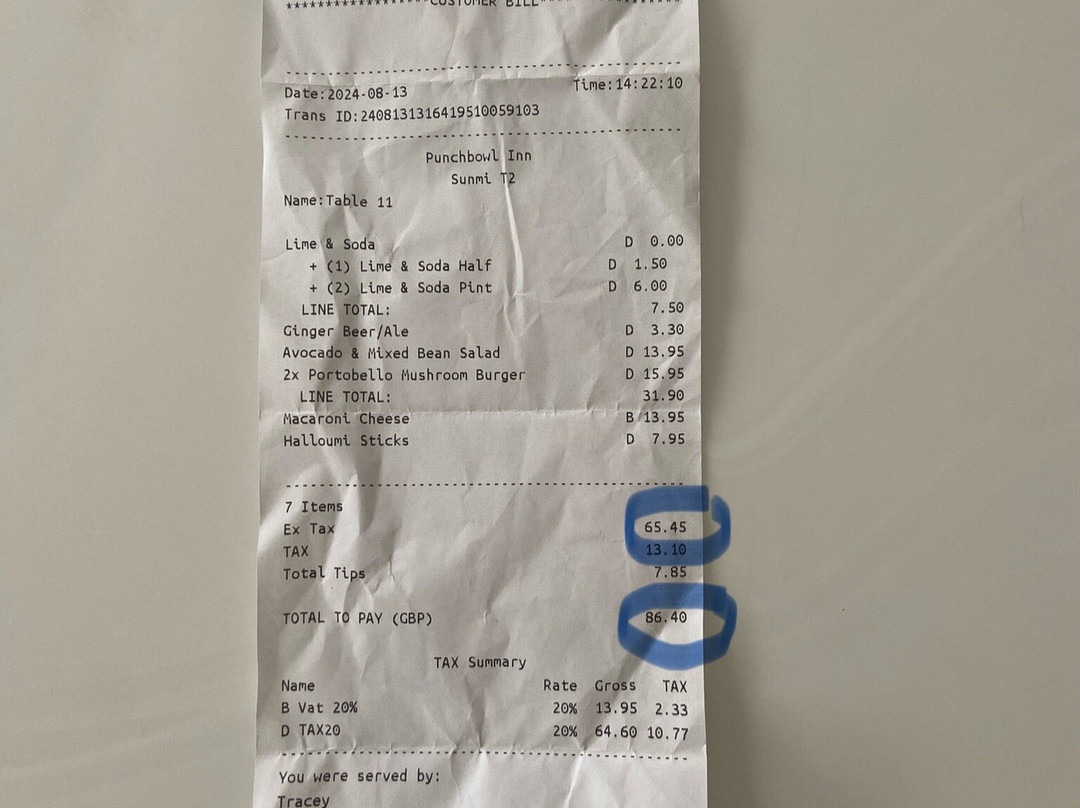 ******************CUSTOMER BILL******************
Date:2024-08-13 Time:14:22:10
Trans ID:2408131316419510059103
Punchbowl Inn
Sunmi T2
Name:Table 11
Lime & Soda D 0.00
+ (1) Lime & Soda Half D 1.50
+ (2) Lime & Soda Pint D 6.00
LINE TOTAL: 7.50
Ginger Beer/Ale D 3.30
Avocado & Mixed Bean Salad D 13.95
2x Portobello Mushroom Burger D 15.95
LINE TOTAL: 31.90
Macaroni Cheese B 13.95
Halloumi Sticks D 7.95
7 Items
Ex Tax 65.45
TAX 13.10
Total Tips 7.85
TOTAL TO PAY (GBP) 86.40
TAX Summary
Name Rate Gross TAX
B Vat 20% 20% 13.95 2.33
D TAX20 20% 64.60 10.77
You were served by:
Tracey